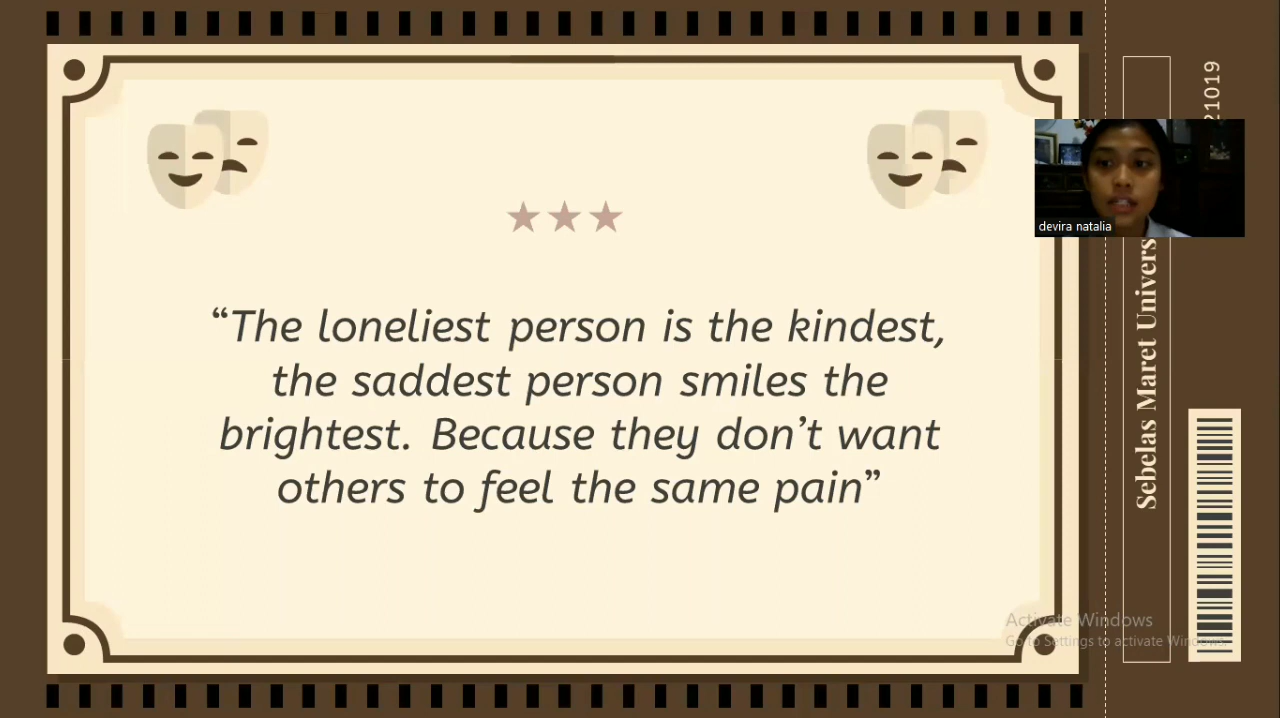 “The loneliest person is the kindest,
the saddest person smiles the
brightest. Because they don’t want
others to feel the same pain”
devira natalia
Sebelas Maret
21019
Activate Windows
Go to Settings to activate Windows.